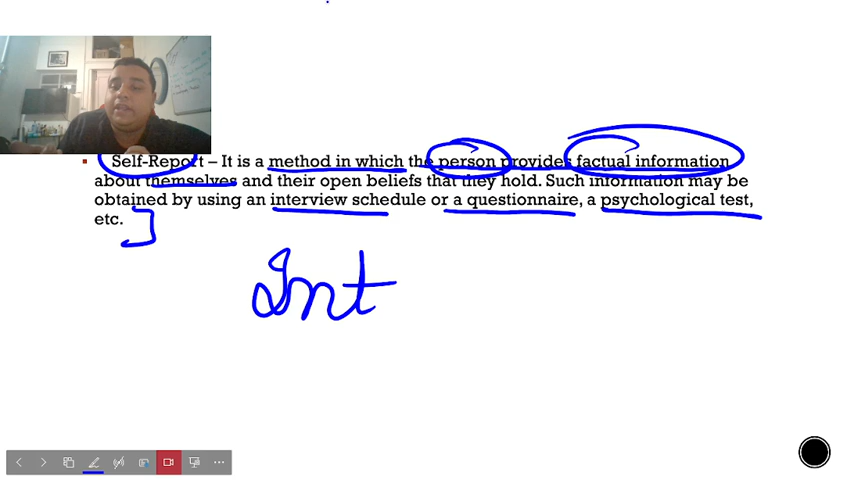 Self-Report – It is a method in which the person provides factual information
about themselves and their open beliefs that they hold. Such information may be
obtained by using an interview schedule or a questionnaire, a psychological test,
etc.
Int